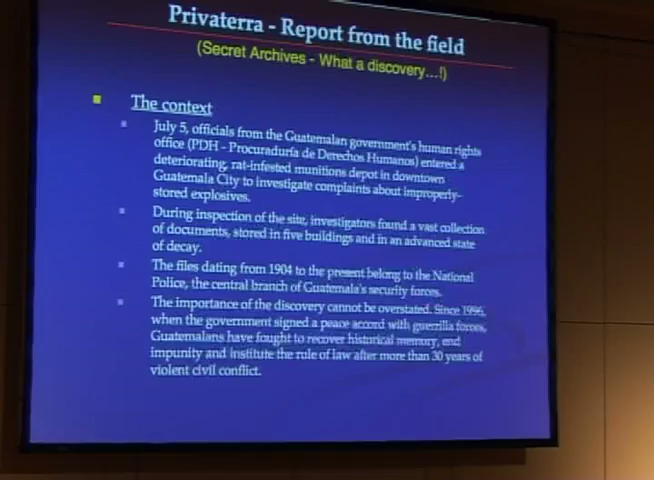 Privaterra - Report from the field
(Secret Archives - What a discovery...!)
The context
July 5, officials from the Guatemalan government's human rights
office (PDH - Procuraduría de Derechos Humanos) entered a
deteriorating, rat-infested munitions depot in downtown
Guatemala City to investigate complaints about improperly-
stored explosives.
During inspection of the site, investigators found a vast collection
of documents, stored in five buildings and in an advanced state
of decay.
The files dating from 1904 to the present belong to the National
Police, the central branch of Guatemala's security forces.
The importance of the discovery cannot be overstated. Since 1996,
when the government signed a peace accord with guerzilla forces,
Guatemalans have fought to recover historical memory, end
impunity and institute the rule of law after more than 30 years of
violent civil conflict.